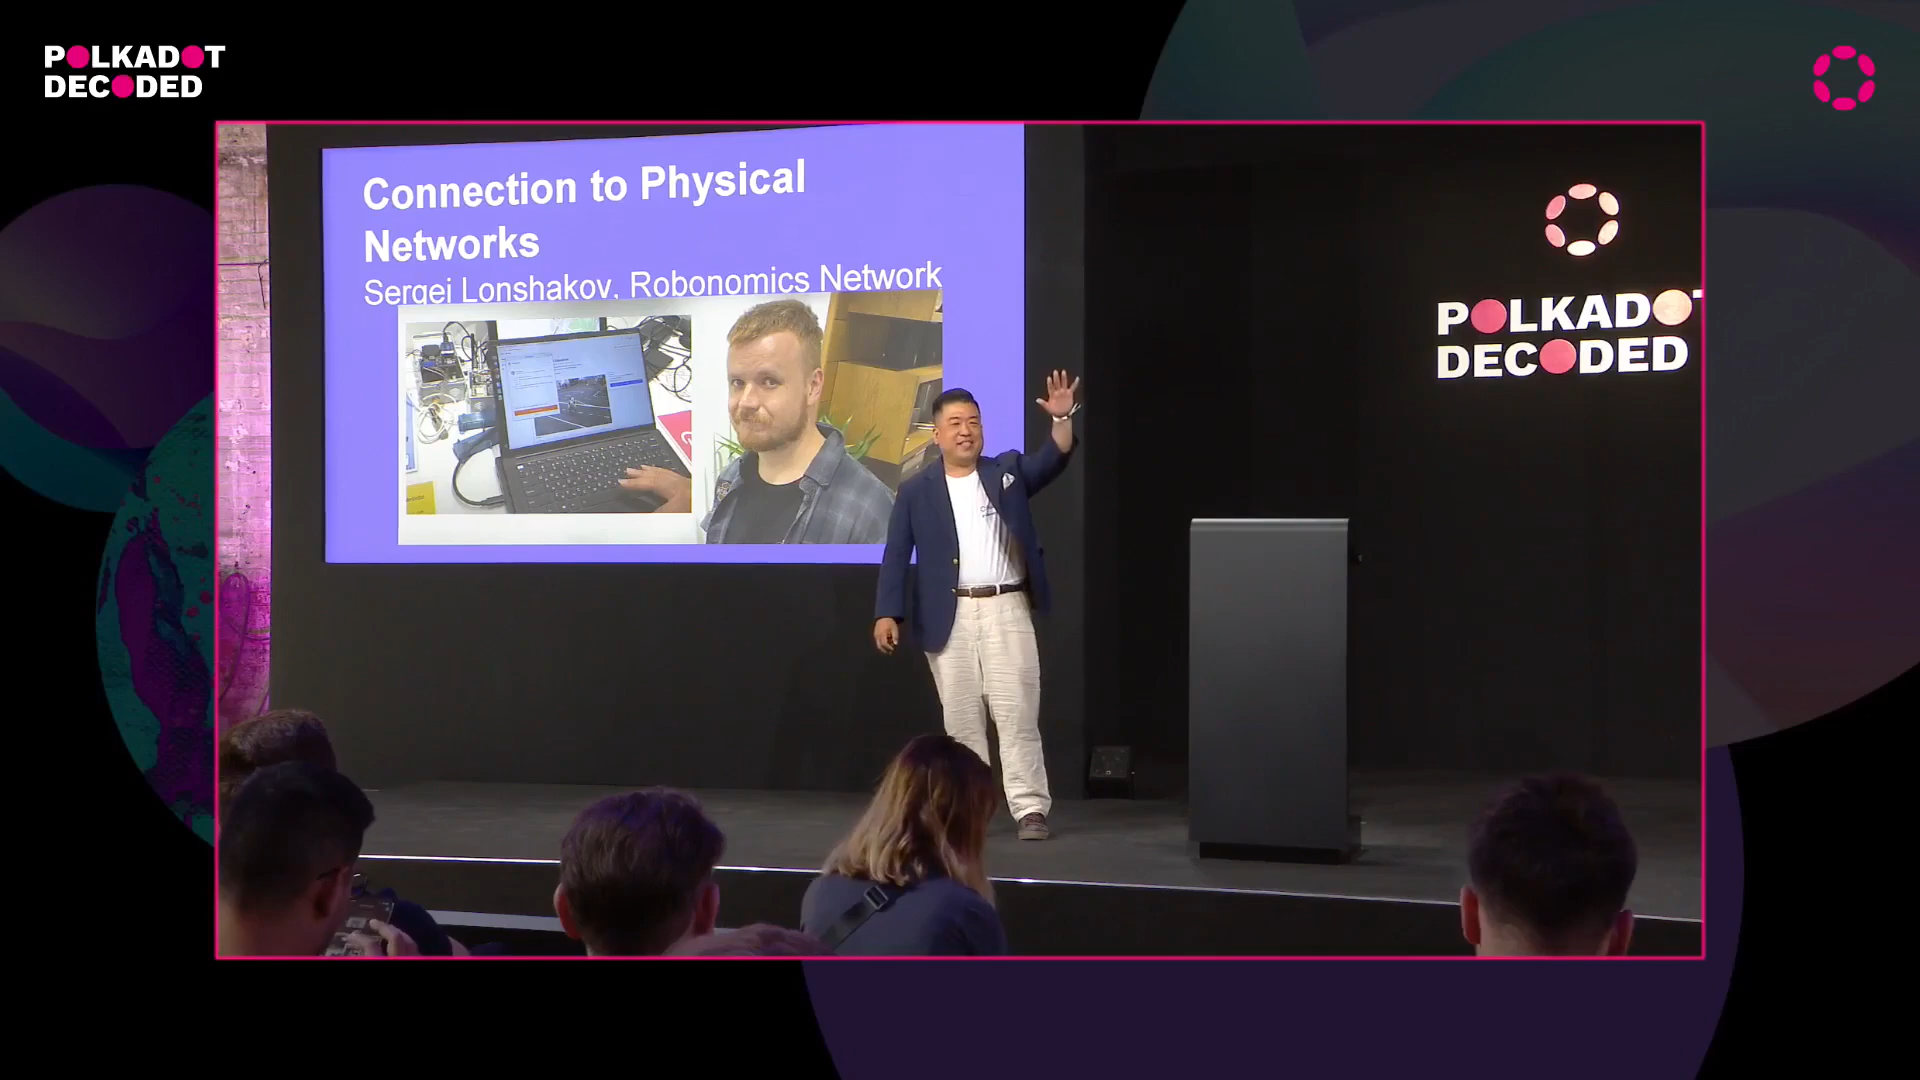 POLKADOT
DECODED
Connection to Physical
Networks
Sergei Lonshakov, Robonomics Network
POLKADOT
DECODED